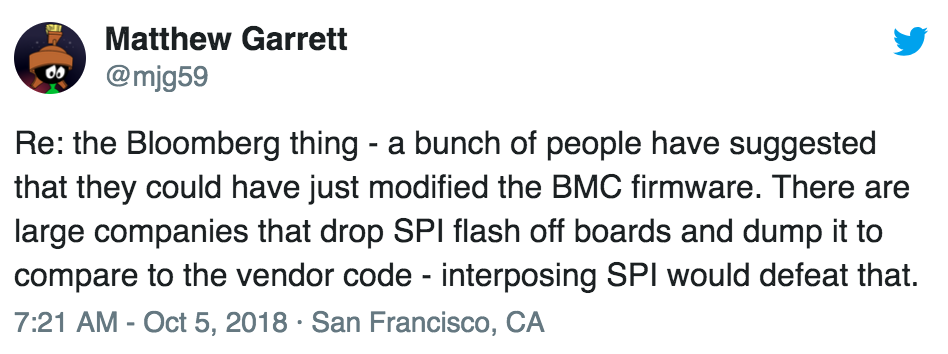 Matthew Garrett
@mjg59
Re: the Bloomberg thing - a bunch of people have suggested
that they could have just modified the BMC firmware. There are
large companies that drop SPI flash off boards and dump it to
compare to the vendor code - interposing SPI would defeat that.
7:21 AM - Oct 5, 2018 · San Francisco, CA